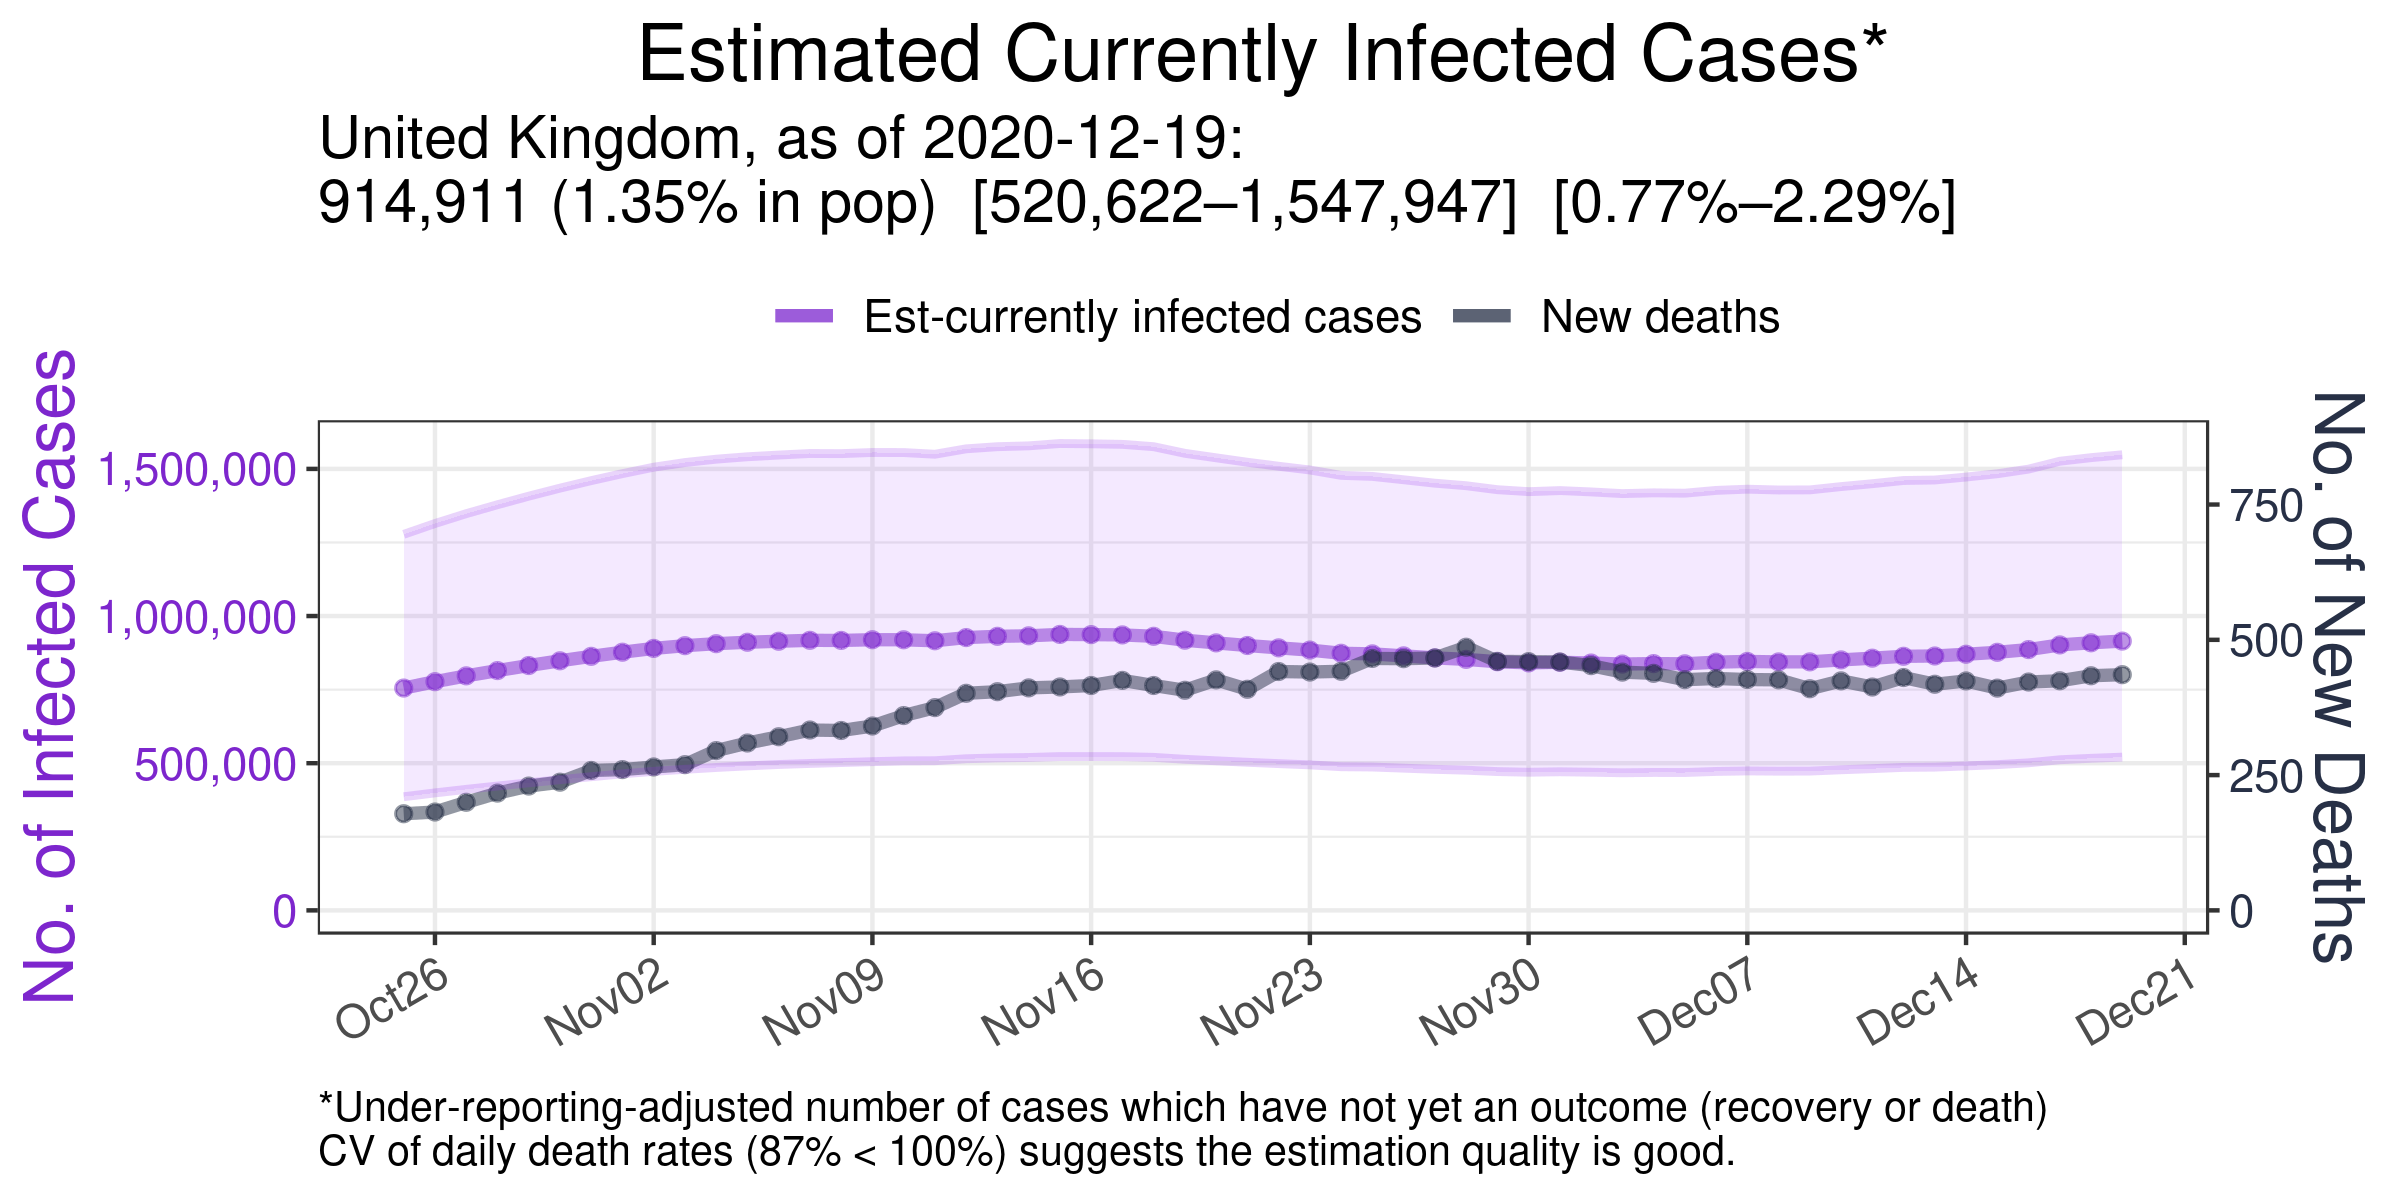 Estimated Currently Infected Cases*
United Kingdom, as of 2020-12-19:
914,911 (1.35% in pop) [520,622–1,547,947] [0.77%–2.29%]
Est-currently infected cases
New deaths
No. of Infected Cases
1,500,000
1,000,000
500,000
0
750
500
250
0
No. of New Deaths
Oct26
Nov02
Nov09
Nov16
Nov23
Nov30
Dec07
Dec14
Dec21
*Under-reporting-adjusted number of cases which have not yet an outcome (recovery or death)
CV of daily death rates (87% < 100%) suggests the estimation quality is good.